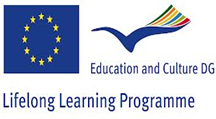 Education and Culture DG
Lifelong Learning Programme